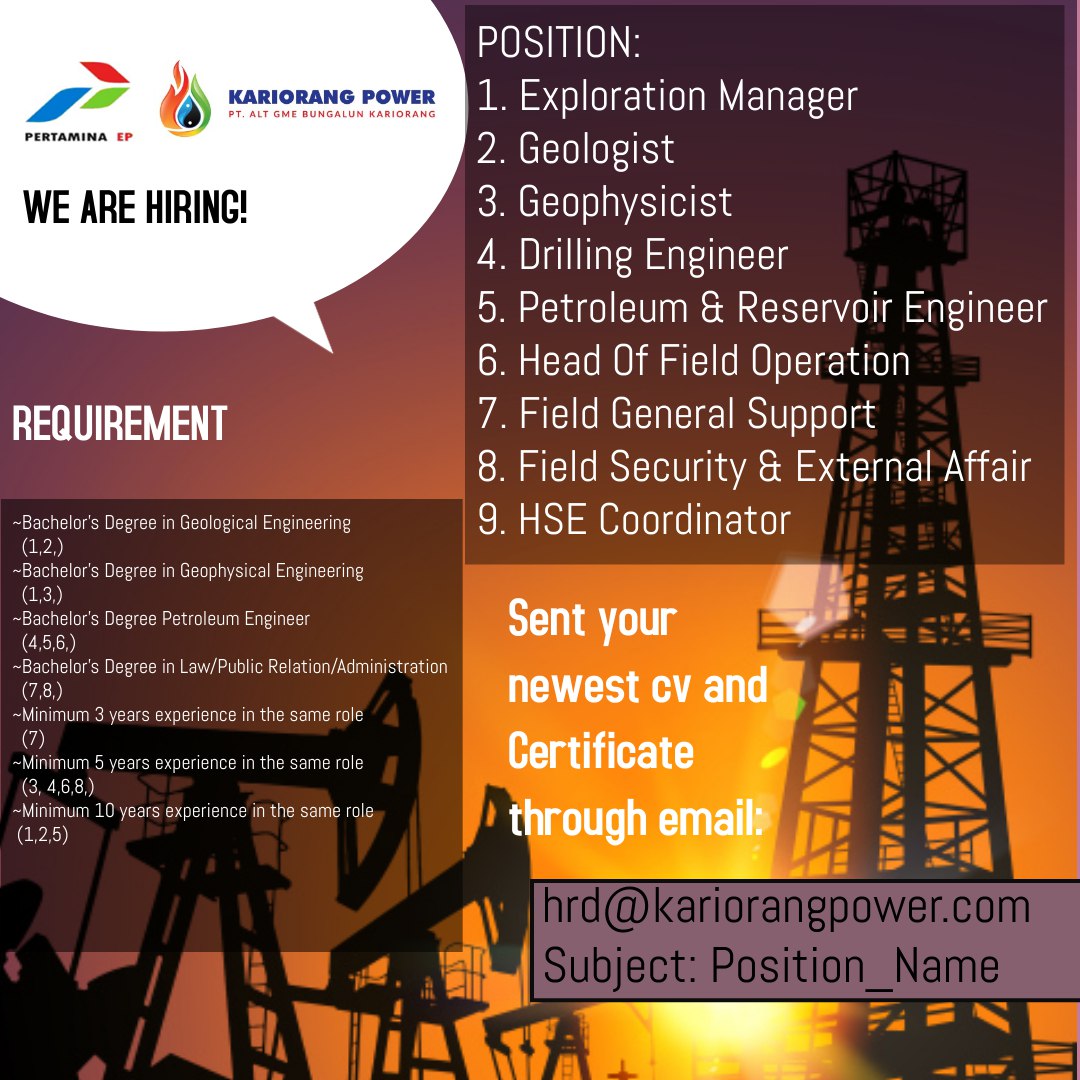 PERTAMINA EP
KARIORANG POWER
PT. ALT GME BUNGALUN KARIORANG
WE ARE HIRING!
POSITION:
1. Exploration Manager
2. Geologist
3. Geophysicist
4. Drilling Engineer
5. Petroleum & Reservoir Engineer
6. Head Of Field Operation
7. Field General Support
8. Field Security & External Affair
9. HSE Coordinator
REQUIREMENT
~Bachelor's Degree in Geological Engineering
(1,2,)
~Bachelor's Degree in Geophysical Engineering
(1,3,)
~Bachelor's Degree Petroleum Engineer
(4,5,6,)
~Bachelor's Degree in Law/Public Relation/Administration
(7,8,)
~Minimum 3 years experience in the same role
(7)
~Minimum 5 years experience in the same role
(3, 4,6,8,)
~Minimum 10 years experience in the same role
(1,2,5)
Sent your
newest cv and
Certificate
through email:
hrd@kariorangpower.com
Subject: Position_Name